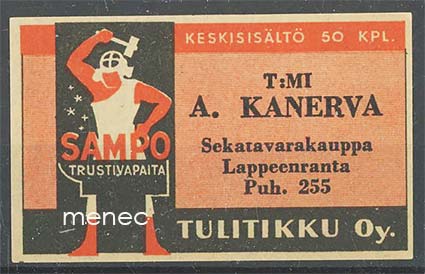 KESKISISÄLTÖ 50 KPL.
T:MI
A. KANERVA
Sekatavarakauppa
Lappeenranta
Puh. 255
SAMPO
TRUSTIVAPAITA
menec
TULITIKKU Oy.